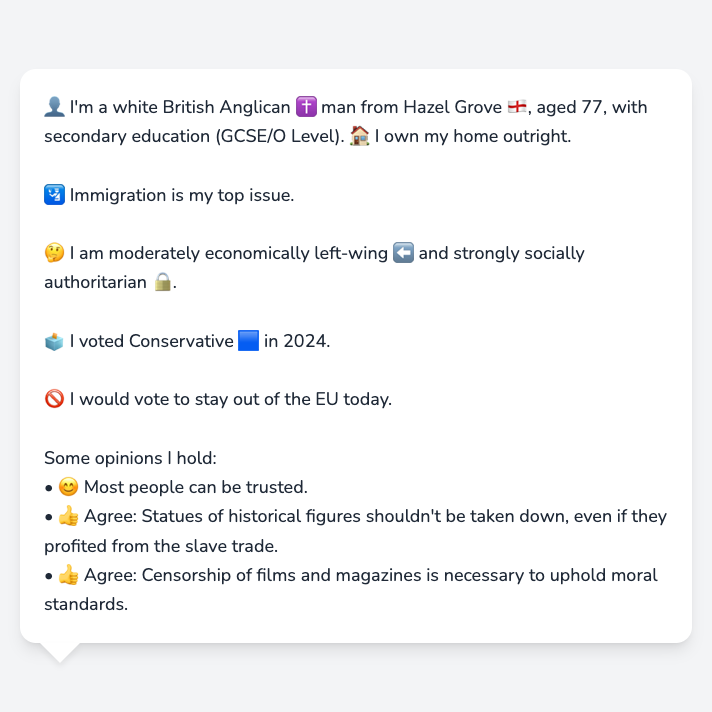 👤 I'm a white British Anglican ✝️ man from Hazel Grove 🏴󠁧󠁢󠁥󠁮󠁧󠁿, aged 77, with
secondary education (GCSE/O Level). 🏠 I own my home outright.
🛂 Immigration is my top issue.
🤔 I am moderately economically left-wing ⬅️ and strongly socially
authoritarian 🔒.
🗳️ I voted Conservative 🟦 in 2024.
🚫 I would vote to stay out of the EU today.
Some opinions I hold:
• 😊 Most people can be trusted.
• 👍 Agree: Statues of historical figures shouldn't be taken down, even if they
profited from the slave trade.
• 👍 Agree: Censorship of films and magazines is necessary to uphold moral
standards.